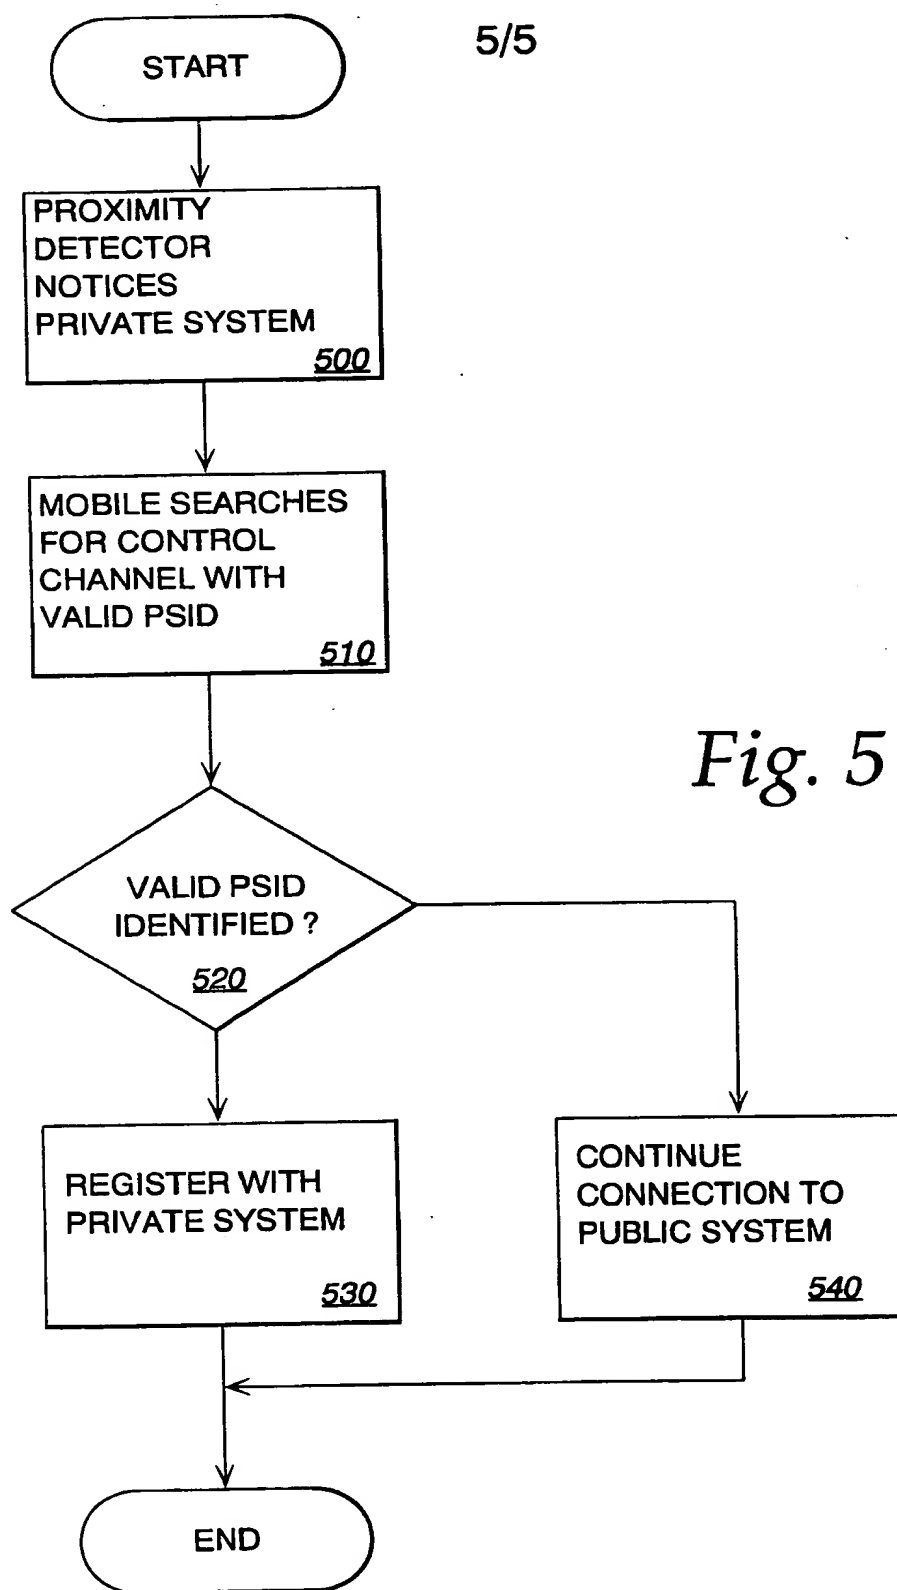 5/5
START
PROXIMITY
DETECTOR
NOTICES
PRIVATE SYSTEM
500
MOBILE SEARCHES
FOR CONTROL
CHANNEL WITH
VALID PSID
510
Fig. 5
VALID PSID
IDENTIFIED ?
520
REGISTER WITH
PRIVATE SYSTEM
530
CONTINUE
CONNECTION TO
PUBLIC SYSTEM
540
END